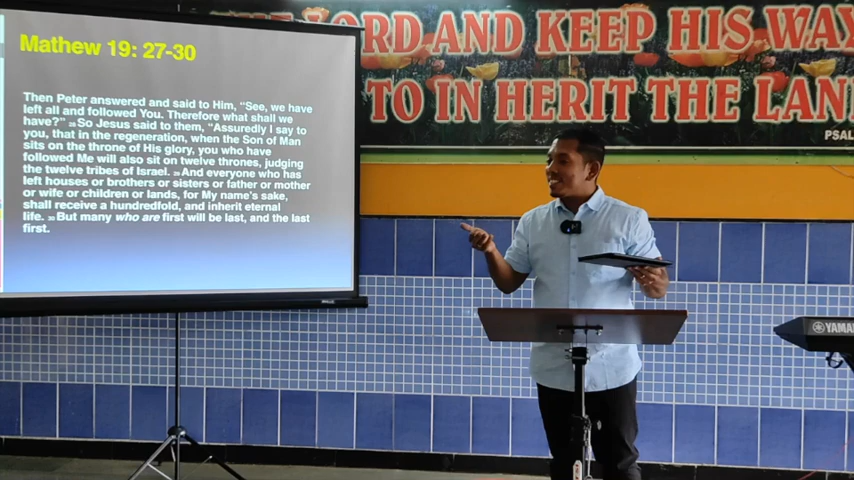 Mathew 19: 27-30
Then Peter answered and said to Him, "See, we have
left all and followed You. Therefore what shall we
have?" 28 So Jesus said to them, "Assuredly I say to
you, that in the regeneration, when the Son of Man
sits on the throne of His glory, you who have
followed Me will also sit on twelve thrones, judging
the twelve tribes of Israel. 29 And everyone who has
left houses or brothers or sisters or father or mother
or wife or children or lands, for My name's sake,
shall receive a hundredfold, and inherit eternal
life. 30 But many who are first will be last, and the last
first.
LORD AND KEEP HIS WAY
TO IN HERIT THE LAN
PSAL
YAMA